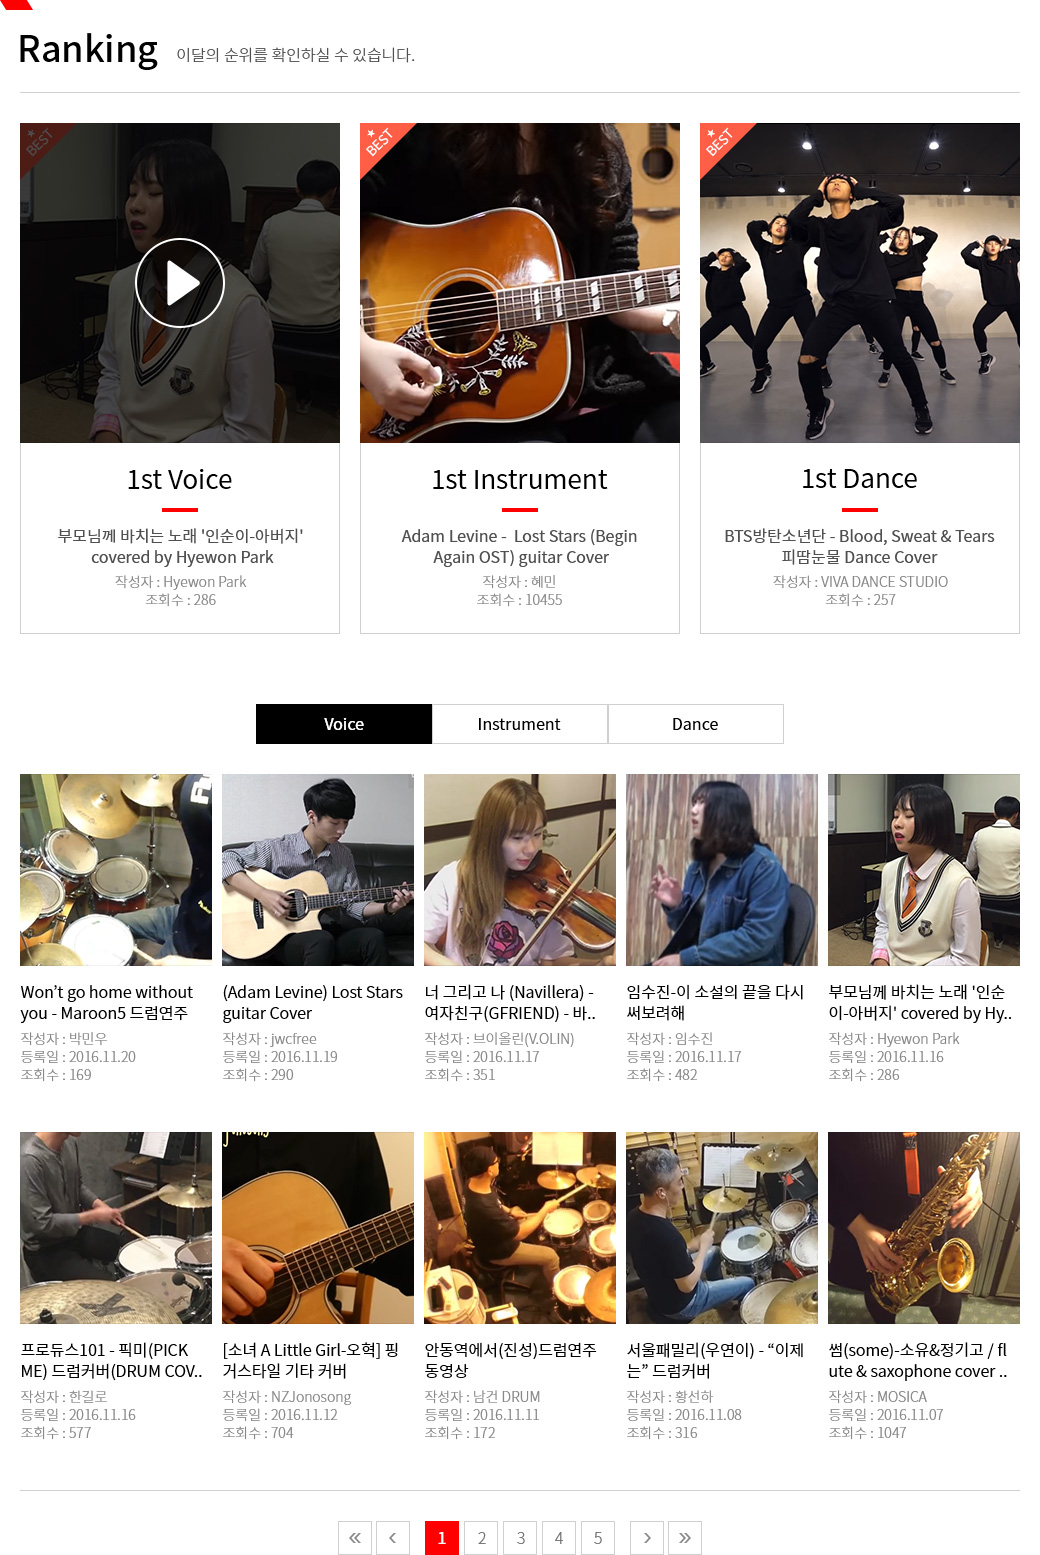 Ranking 이달의 순위를 확인하실 수 있습니다.
★ BEST
★ BEST
★ BEST
1st Voice
부모님께 바치는 노래 '인순이-아버지'
covered by Hyewon Park
작성자 : Hyewon Park
조회수 : 286
1st Instrument
Adam Levine - Lost Stars (Begin
Again OST) guitar Cover
작성자 : 혜민
조회수 : 10455
1st Dance
BTS방탄소년단 - Blood, Sweat & Tears
피땀눈물 Dance Cover
작성자 : VIVA DANCE STUDIO
조회수 : 257
Voice Instrument Dance
Won’t go home without
you - Maroon5 드럼연주
작성자 : 박민우
등록일 : 2016.11.20
조회수 : 169
(Adam Levine) Lost Stars
guitar Cover
작성자 : jwcfree
등록일 : 2016.11.19
조회수 : 290
너 그리고 나 (Navillera) -
여자친구(GFRIEND) - 바..
작성자 : 브이올린(V.OLIN)
등록일 : 2016.11.17
조회수 : 351
임수진-이 소설의 끝을 다시
써보려해
작성자 : 임수진
등록일 : 2016.11.17
조회수 : 482
부모님께 바치는 노래 '인순
이-아버지' covered by Hy..
작성자 : Hyewon Park
등록일 : 2016.11.16
조회수 : 286
프로듀스101 - 픽미(PICK
ME) 드럼커버(DRUM COV..
작성자 : 한길로
등록일 : 2016.11.16
조회수 : 577
[소녀 A Little Girl-오혁] 핑
거스타일 기타 커버
작성자 : NZJonosong
등록일 : 2016.11.12
조회수 : 704
안동역에서(진성)드럼연주
동영상
작성자 : 남건 DRUM
등록일 : 2016.11.11
조회수 : 172
서울패밀리(우연이) - “이제
는” 드럼커버
작성자 : 황선하
등록일 : 2016.11.08
조회수 : 316
썸(some)-소유&정기고 / fl
ute & saxophone cover ..
작성자 : MOSICA
등록일 : 2016.11.07
조회수 : 1047
« ‹ 1 2 3 4 5 › »